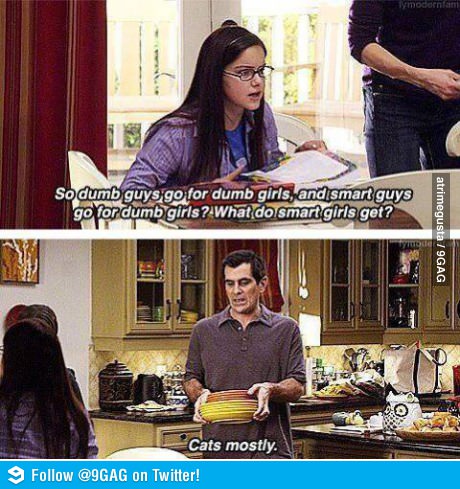 fymodernfam
So dumb guys go for dumb girls, and smart guys
go for dumb girls? What do smart girls get?
atrimegusta / 9GAG
Cats mostly.
Follow @9GAG on Twitter!